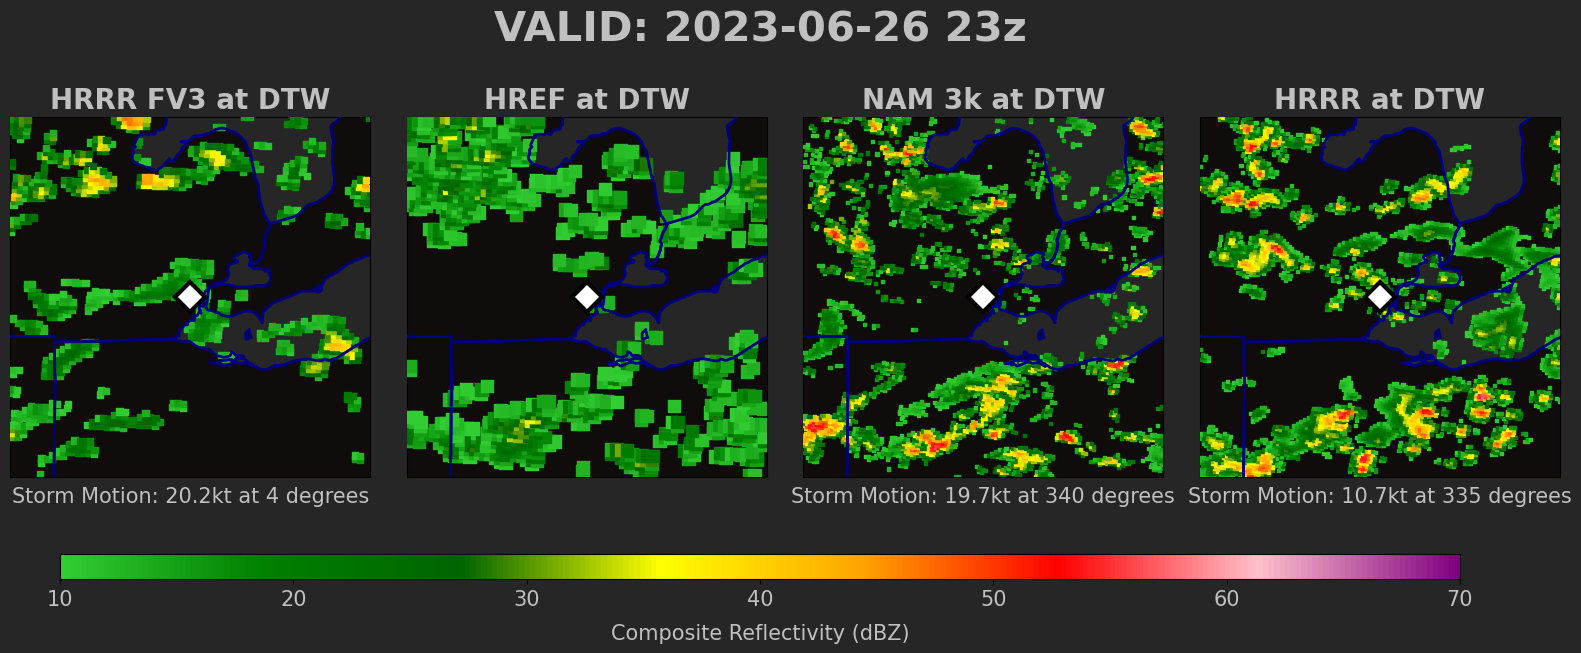 VALID: 2023-06-26 23z
HRRR FV3 at DTW
HREF at DTW
NAM 3k at DTW
HRRR at DTW
Storm Motion: 20.2kt at 4 degrees
Storm Motion: 19.7kt at 340 degrees
Storm Motion: 10.7kt at 335 degrees
10 20 30 40 50 60 70
Composite Reflectivity (dBZ)